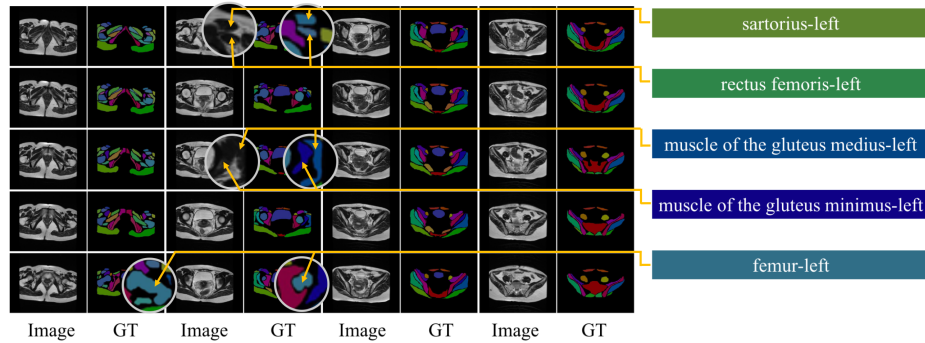 sartorius-left
rectus femoris-left
muscle of the gluteus medius-left
muscle of the gluteus minimus-left
femur-left
Image GT Image GT Image GT Image GT